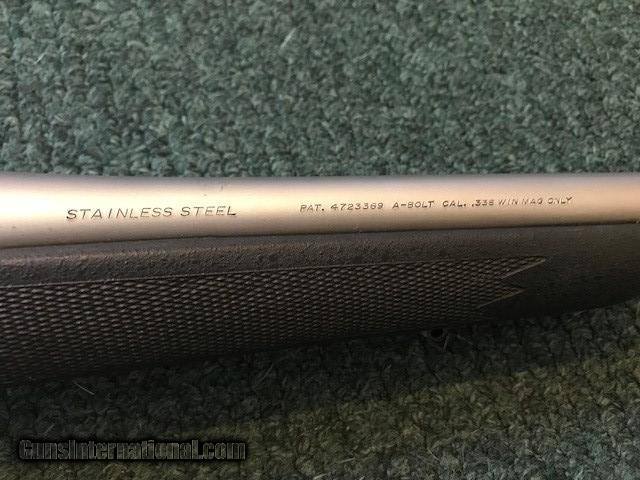 STAINLESS STEEL PAT. 4723369 A-BOLT CAL. .338 WIN MAG ONLY
GunsInternational.com